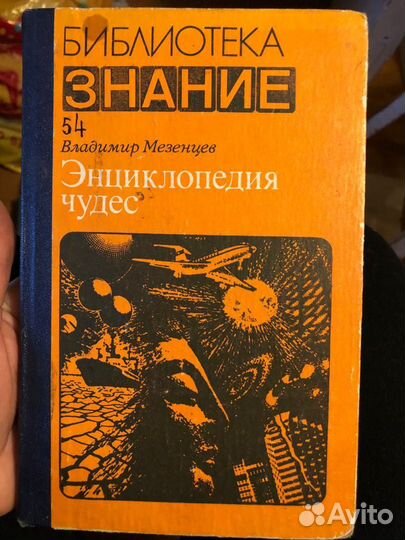 БИБЛИОТЕКА
ЗНАНИЕ
54
Владимир Мезенцев
Энциклопедия
чудес
Avito